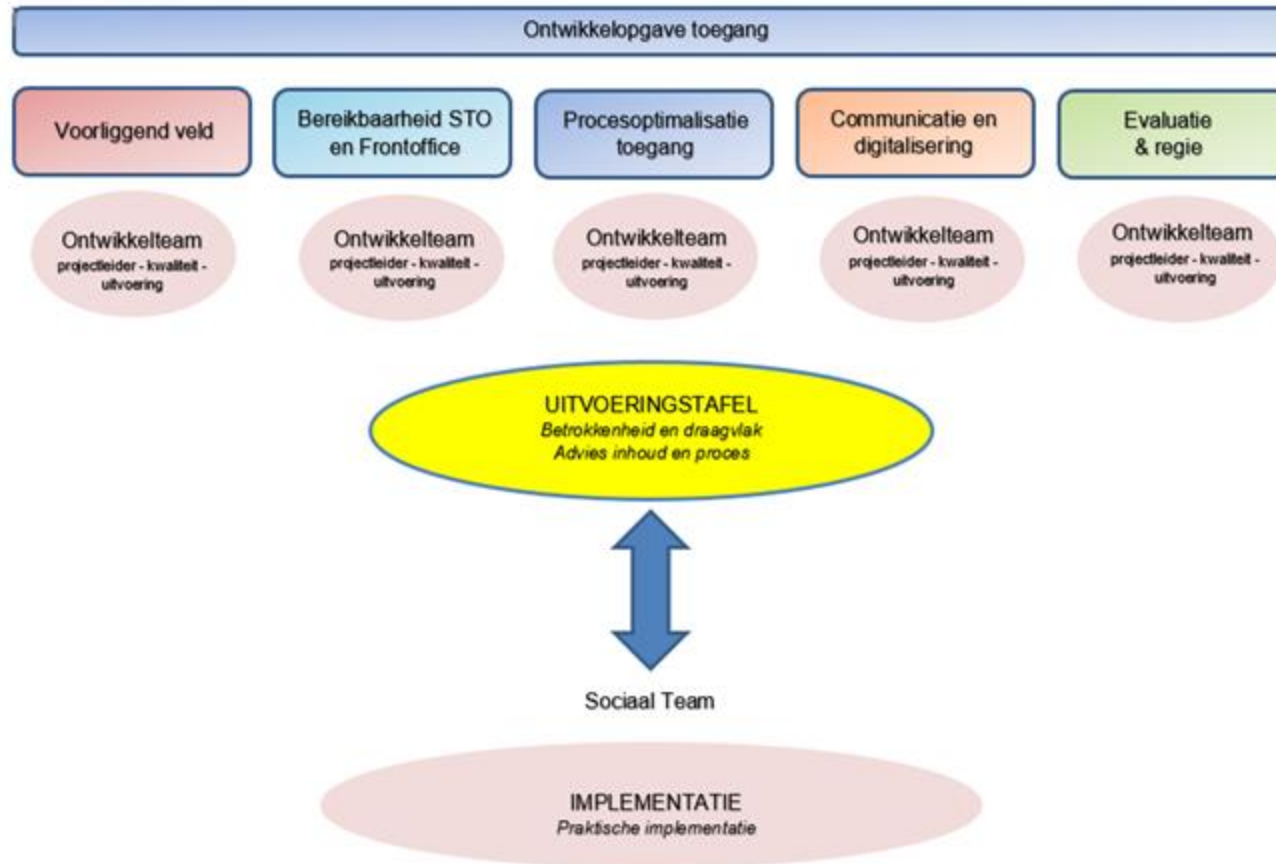 Ontwikkelopgave toegang
Voorliggend veld
Bereikbaarheid STO
en Frontoffice
Procesoptimalisatie
toegang
Communicatie en
digitalisering
Evaluatie
& regie
Ontwikkelteam
projectleider - kwaliteit -
uitvoering
Ontwikkelteam
projectleider - kwaliteit -
uitvoering
Ontwikkelteam
projectleider - kwaliteit -
uitvoering
Ontwikkelteam
projectleider - kwaliteit -
uitvoering
Ontwikkelteam
projectleider - kwaliteit -
uitvoering
UITVOERINGSTAFEL
Betrokkenheid en draagvlak
Advies inhoud en proces
Sociaal Team
IMPLEMENTATIE
Praktische implementatie